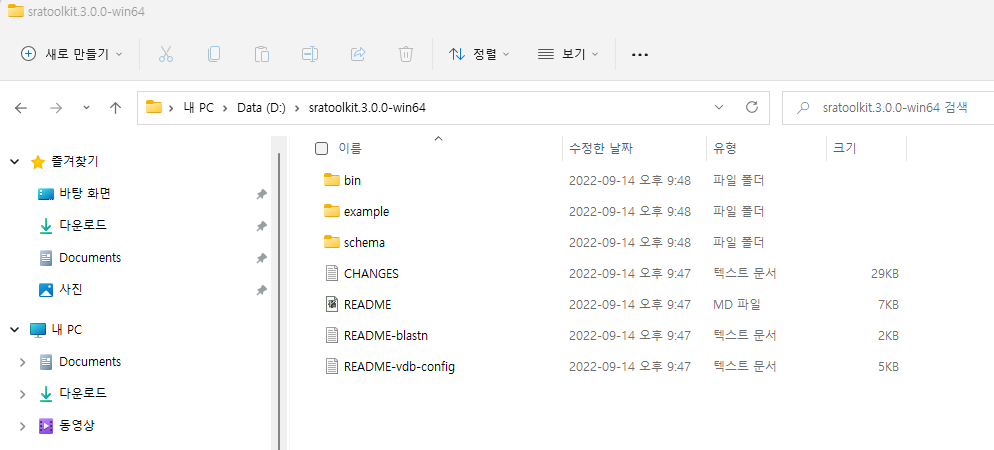 sratoolkit.3.0.0-win64
새로 만들기 정렬 보기 ...
내 PC > Data (D:) > sratoolkit.3.0.0-win64
sratoolkit.3.0.0-win64 검색
즐겨찾기
바탕 화면
다운로드
Documents
사진
내 PC
Documents
다운로드
동영상
이름 수정한 날짜 유형 크기
bin 2022-09-14 오후 9:48 파일 폴더
example 2022-09-14 오후 9:48 파일 폴더
schema 2022-09-14 오후 9:48 파일 폴더
CHANGES 2022-09-14 오후 9:47 텍스트 문서 29KB
README 2022-09-14 오후 9:47 MD 파일 7KB
README-blastn 2022-09-14 오후 9:47 텍스트 문서 2KB
README-vdb-config 2022-09-14 오후 9:47 텍스트 문서 5KB